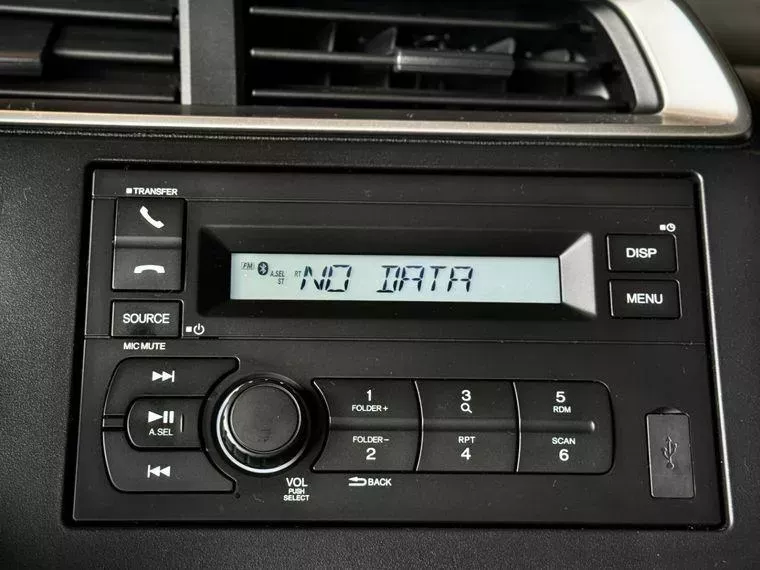 TRANSFER
DISP
FM A.SEL RT NO DATA
ST
MENU
SOURCE
MIC MUTE
1
FOLDER+
3
5
RDM
A.SEL
FOLDER−
2
RPT
4
SCAN
6
VOL
PUSH
SELECT
BACK